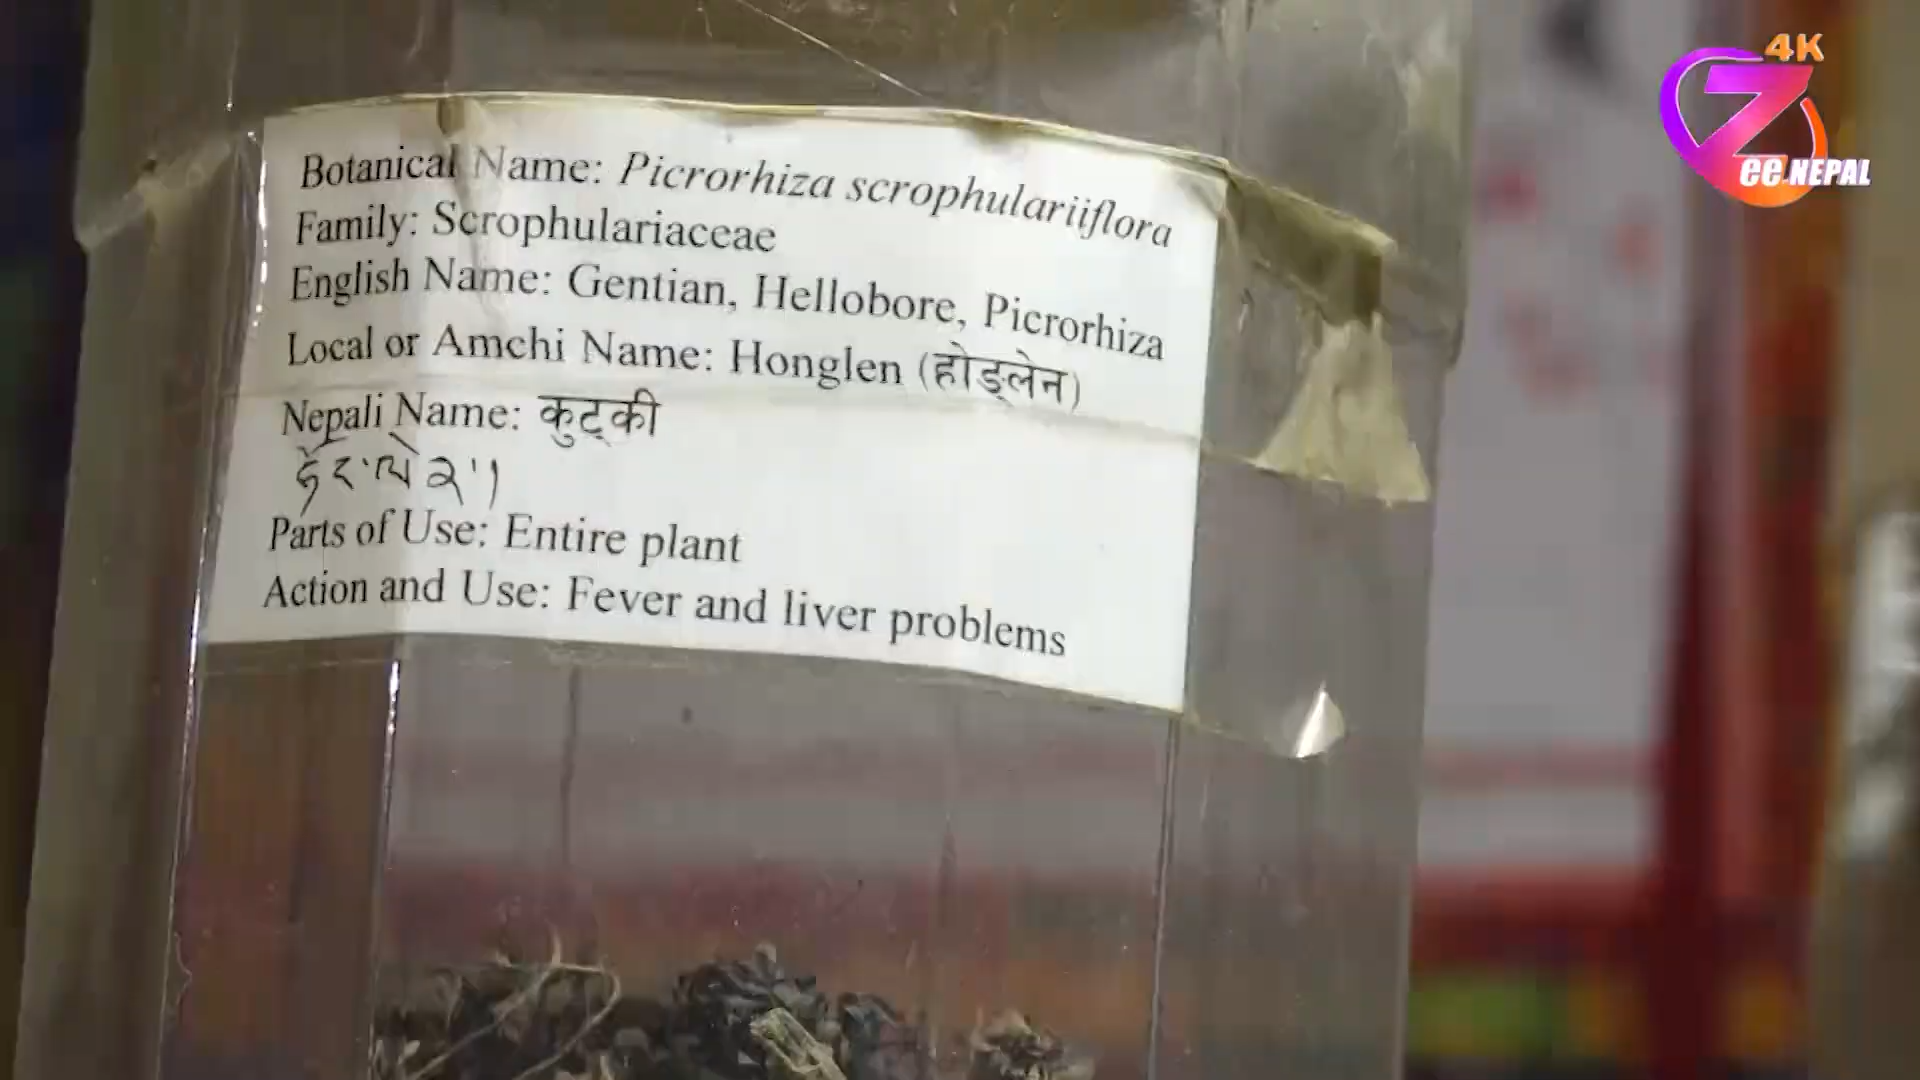 4K
Zee NEPAL
Botanical Name: Picrorhiza scrophulariiflora
Family: Scrophulariaceae
English Name: Gentian, Hellobore, Picrorhiza
Local or Amchi Name: Honglen (होङ्लेन)
Nepali Name: कुट्की
Parts of Use: Entire plant
Action and Use: Fever and liver problems